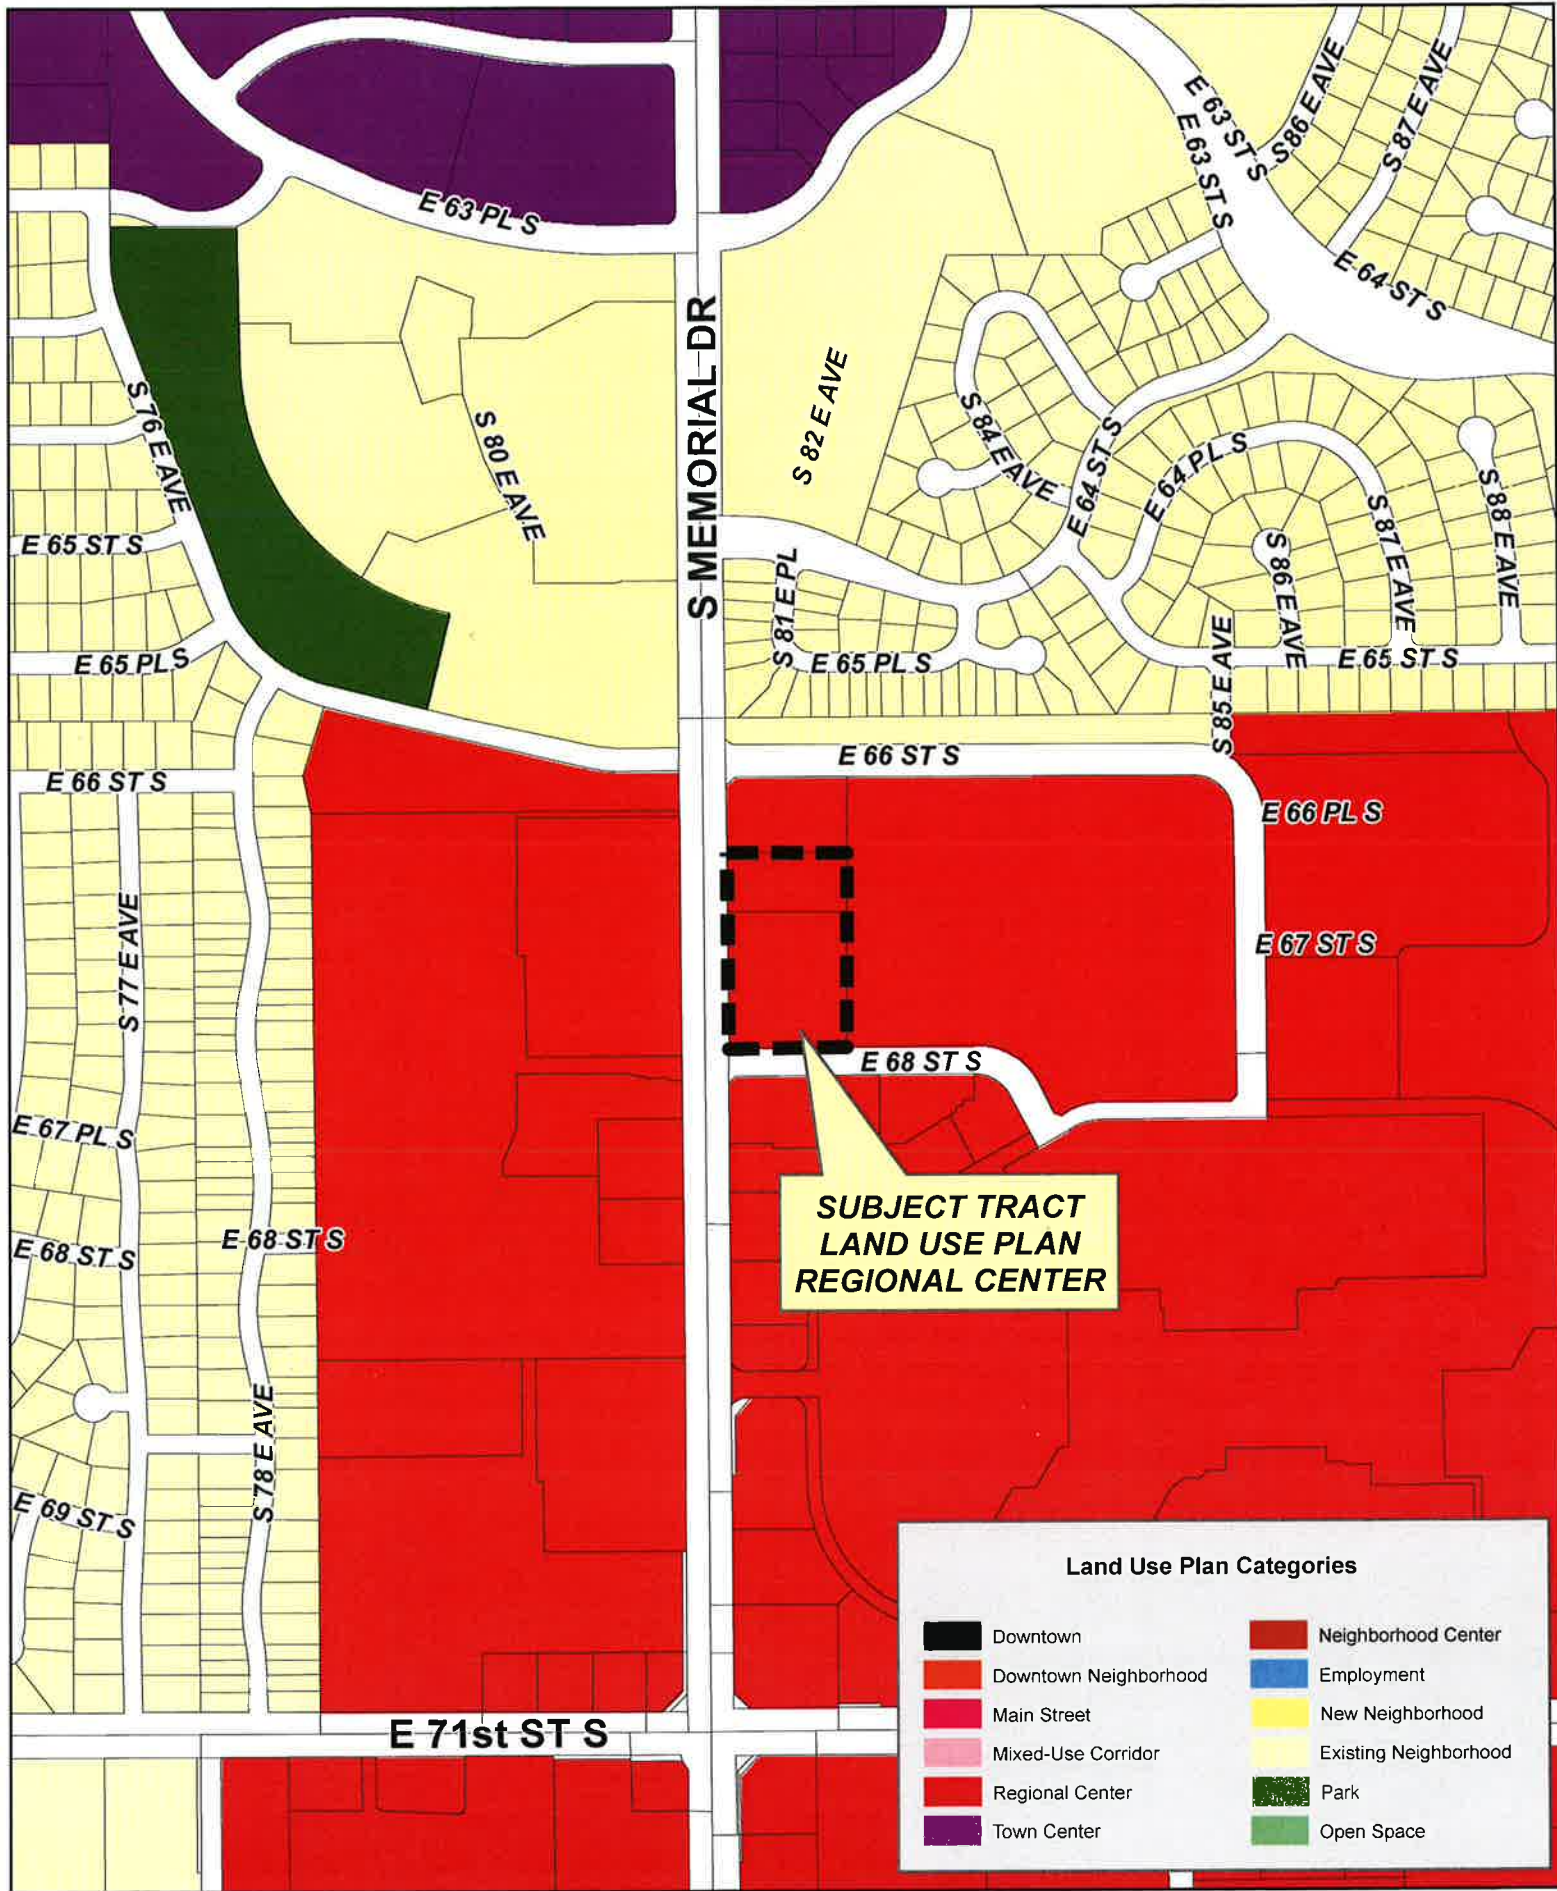 E 63 ST S
S 86 E AVE
S 87 E AVE
E 63 ST S
E 63 PL S
E 64 ST S
S MEMORIAL DR
S 82 E AVE
S 76 E AVE
S 80 E AVE
S 84 E AVE
E 64 ST S
E 64 PL S
S 87 E AVE
S 88 E AVE
E 65 ST S
S 81 E PL
S 86 E AVE
E 65 PL S
E 65 PL S
S 85 E AVE
E 65 ST S
E 66 ST S
E 66 ST S
E 66 PL S
S 77 E AVE
E 67 ST S
E 68 ST S
E 67 PL S
SUBJECT TRACT
LAND USE PLAN
REGIONAL CENTER
E 68 ST S
E 68 ST S
S 78 E AVE
E 69 ST S
E 71st ST S
Land Use Plan Categories
Downtown
Downtown Neighborhood
Main Street
Mixed-Use Corridor
Regional Center
Town Center
Neighborhood Center
Employment
New Neighborhood
Existing Neighborhood
Park
Open Space